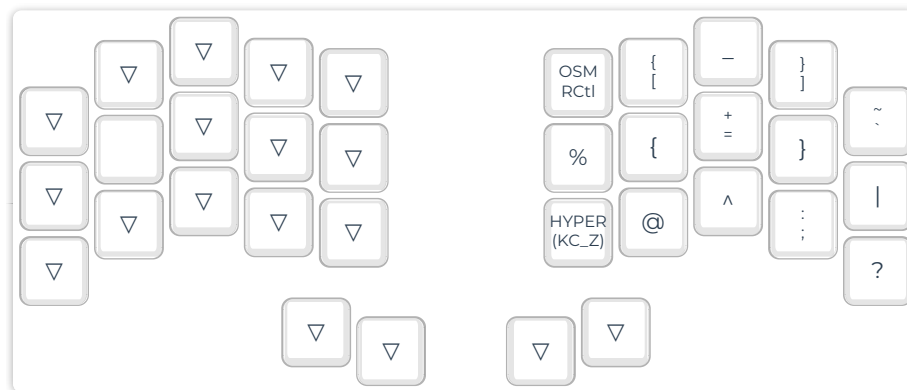 ▽ ▽ ▽ ▽ ▽ OSM RCtl { [ _ } ] ~ `
▽ ▽ ▽ ▽ % { + = } |
▽ ▽ ▽ ▽ ▽ HYPER (KC_Z) @ ^ : ; ?
▽ ▽ ▽ ▽